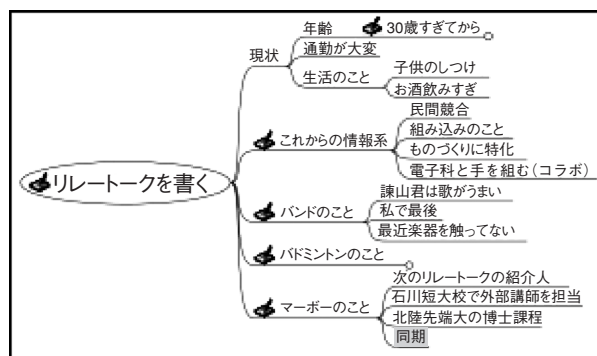 リレートークを書く
現状
年齢
30歳すぎてから
通勤が大変
生活のこと
子供のしつけ
お酒飲みすぎ
これからの情報系
民間競合
組み込みのこと
ものづくりに特化
電子科と手を組む（コラボ）
バンドのこと
諫山君は歌がうまい
私で最後
最近楽器を触ってない
バドミントンのこと
マーボーのこと
次のリレートークの紹介人
石川短大校で外部講師を担当
北陸先端大の博士課程
同期